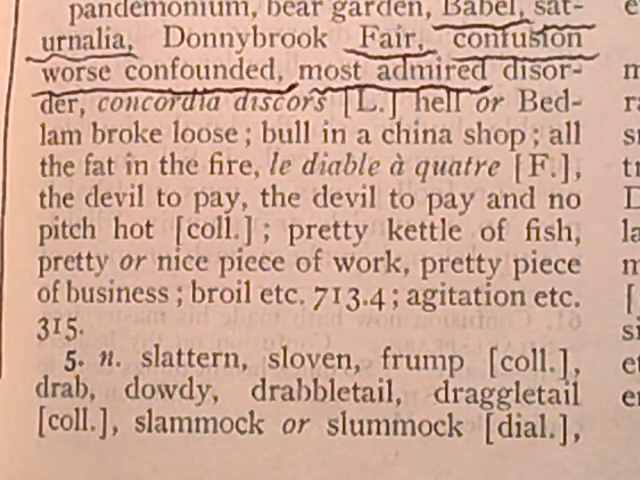 pandemonium, bear garden, Babel, sat-
urnalia, Donnybrook Fair, confusion
worse confounded, most admired disor-
der, concordia discors [L.] hell or Bed-
lam broke loose; bull in a china shop; all
the fat in the fire, le diable à quatre [F.],
the devil to pay, the devil to pay and no
pitch hot [coll.]; pretty kettle of fish,
pretty or nice piece of work, pretty piece
of business; broil etc. 713.4; agitation etc.
315.
5. n. slattern, sloven, frump [coll.],
drab, dowdy, drabbletail, draggletail
[coll.], slammock or slummock [dial.],